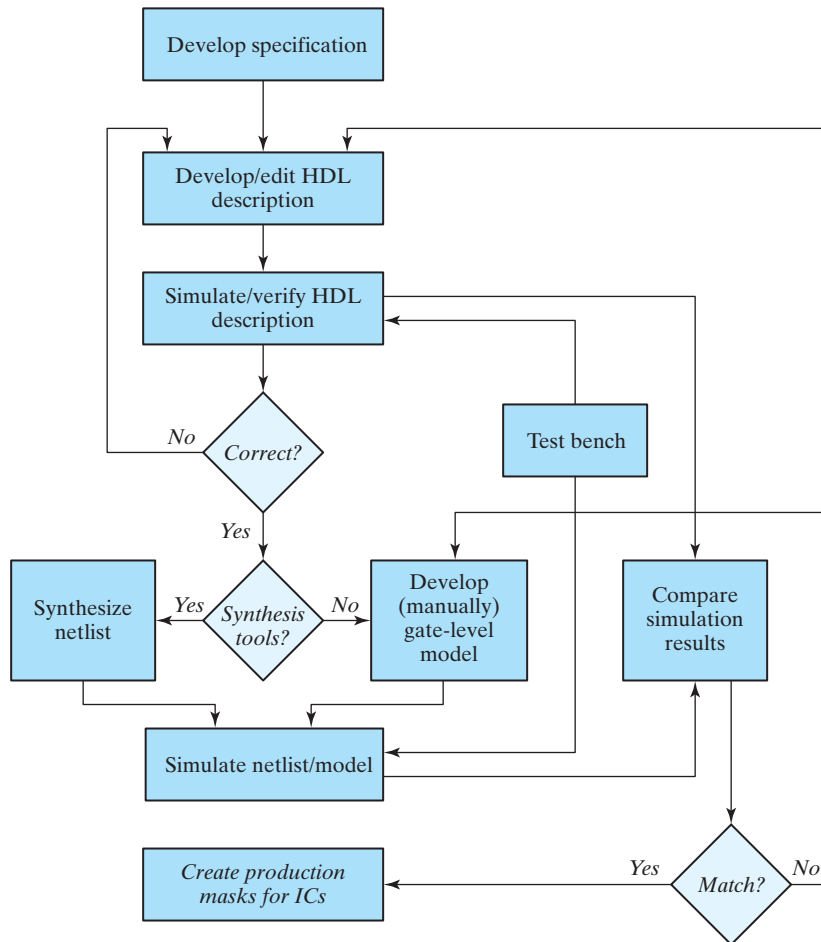 Develop specification
Develop/edit HDL
description
Simulate/verify HDL
description
No
Correct?
Test bench
Yes
Synthesize
netlist
Yes
Synthesis
tools?
No
Develop
(manually)
gate-level
model
Compare
simulation
results
Simulate netlist/model
Create production
masks for ICs
Yes
Match?
No